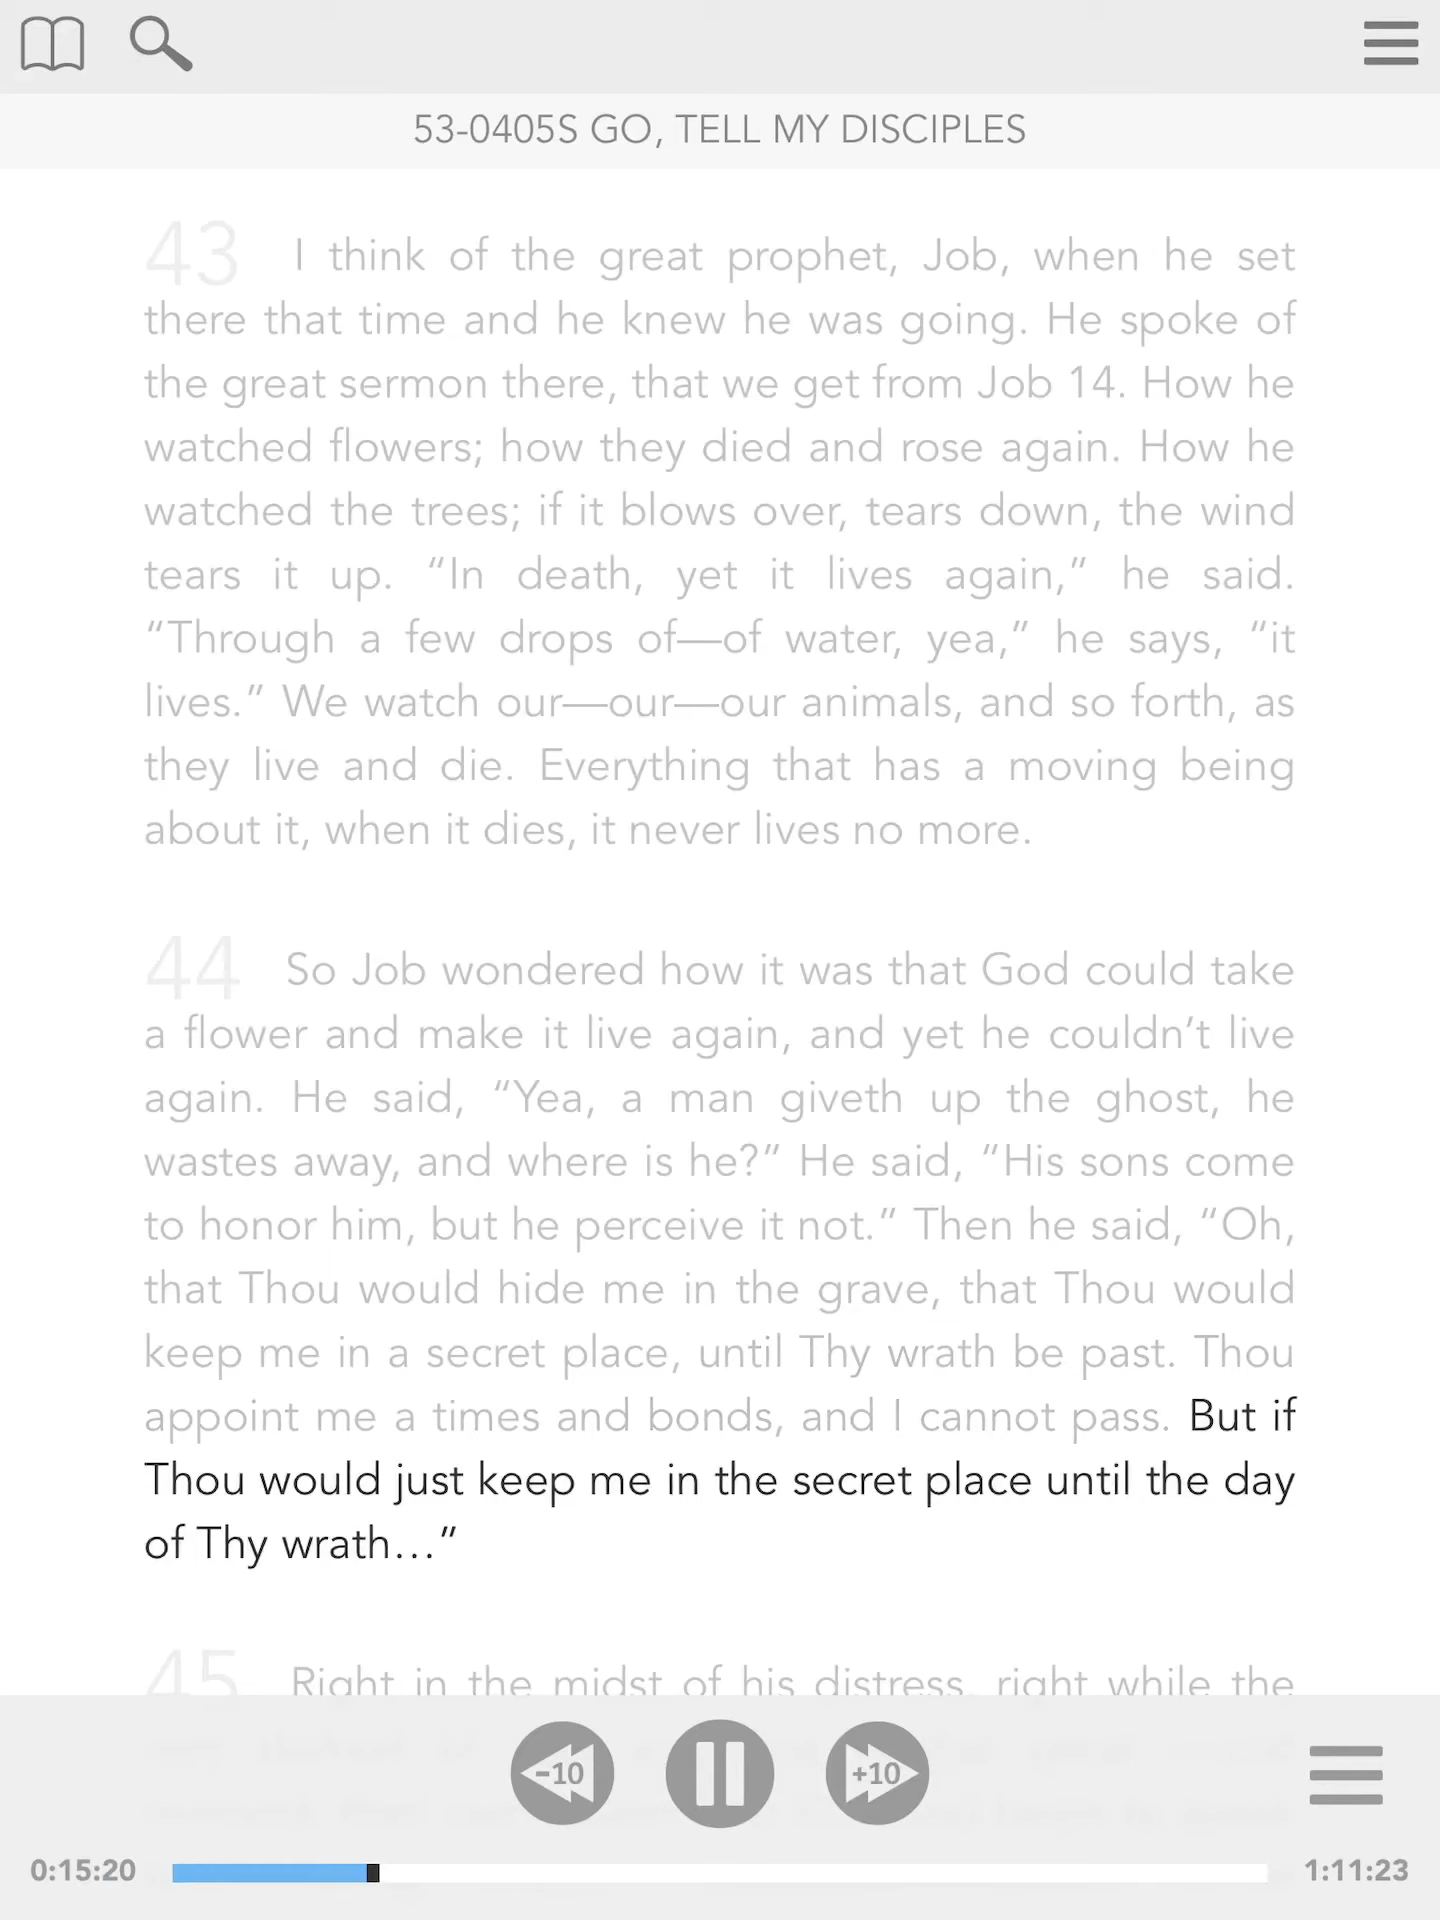 53-0405S GO, TELL MY DISCIPLES
43 I think of the great prophet, Job, when he set
there that time and he knew he was going. He spoke of
the great sermon there, that we get from Job 14. How he
watched flowers; how they died and rose again. How he
watched the trees; if it blows over, tears down, the wind
tears it up. “In death, yet it lives again,” he said.
“Through a few drops of—of water, yea,” he says, “it
lives.” We watch our—our—our animals, and so forth, as
they live and die. Everything that has a moving being
about it, when it dies, it never lives no more.
44 So Job wondered how it was that God could take
a flower and make it live again, and yet he couldn’t live
again. He said, “Yea, a man giveth up the ghost, he
wastes away, and where is he?” He said, “His sons come
to honor him, but he perceive it not.” Then he said, “Oh,
that Thou would hide me in the grave, that Thou would
keep me in a secret place, until Thy wrath be past. Thou
appoint me a times and bonds, and I cannot pass. But if
Thou would just keep me in the secret place until the day
of Thy wrath…”
45 Right in the midst of his distress, right while the
-10 +10
0:15:20 1:11:23